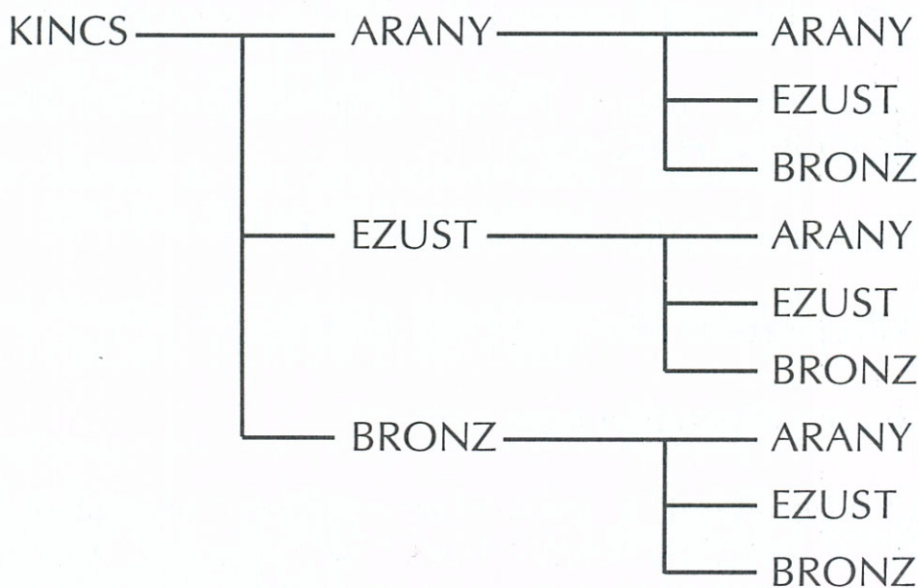 KINCS ARANY ARANY
EZUST
BRONZ
EZUST ARANY
EZUST
BRONZ
BRONZ ARANY
EZUST
BRONZ